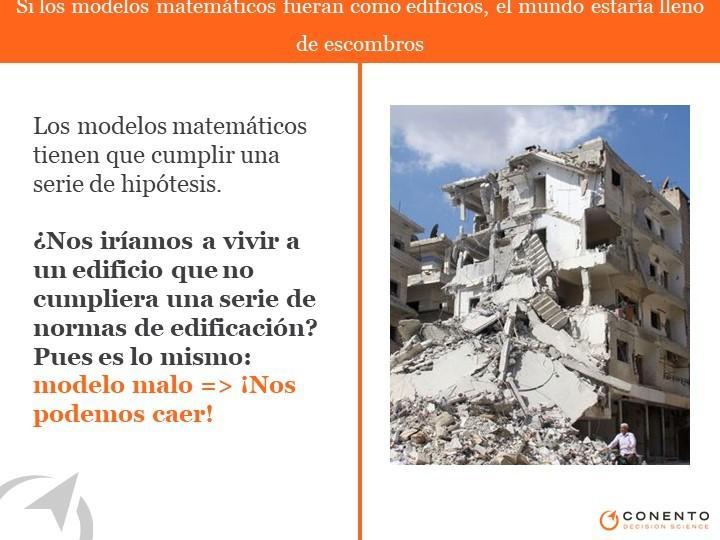 Si los modelos matemáticos fueran como edificios, el mundo estaría lleno
de escombros
Los modelos matemáticos
tienen que cumplir una
serie de hipótesis.
¿Nos iríamos a vivir a
un edificio que no
cumpliera una serie de
normas de edificación?
Pues es lo mismo:
modelo malo => ¡Nos
podemos caer!
CONENTO
DECISION SCIENCE